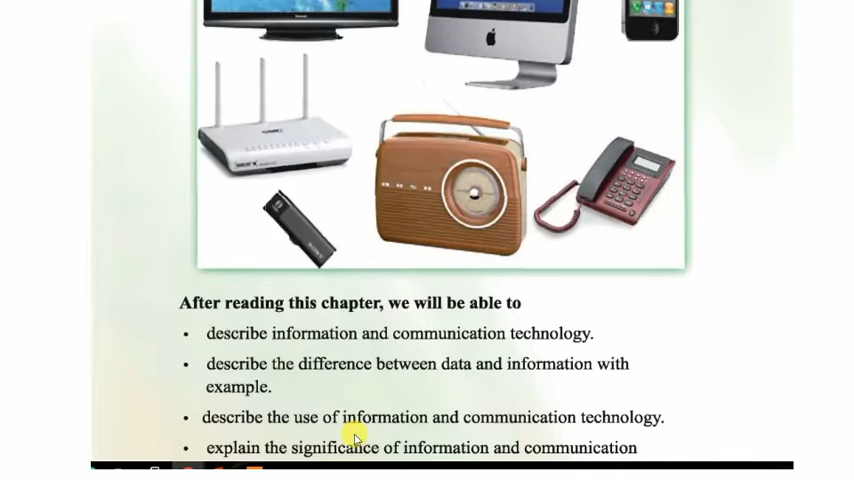 BUSH
After reading this chapter, we will be able to
• describe information and communication technology.
• describe the difference between data and information with
example.
• describe the use of information and communication technology.
• explain the significance of information and communication